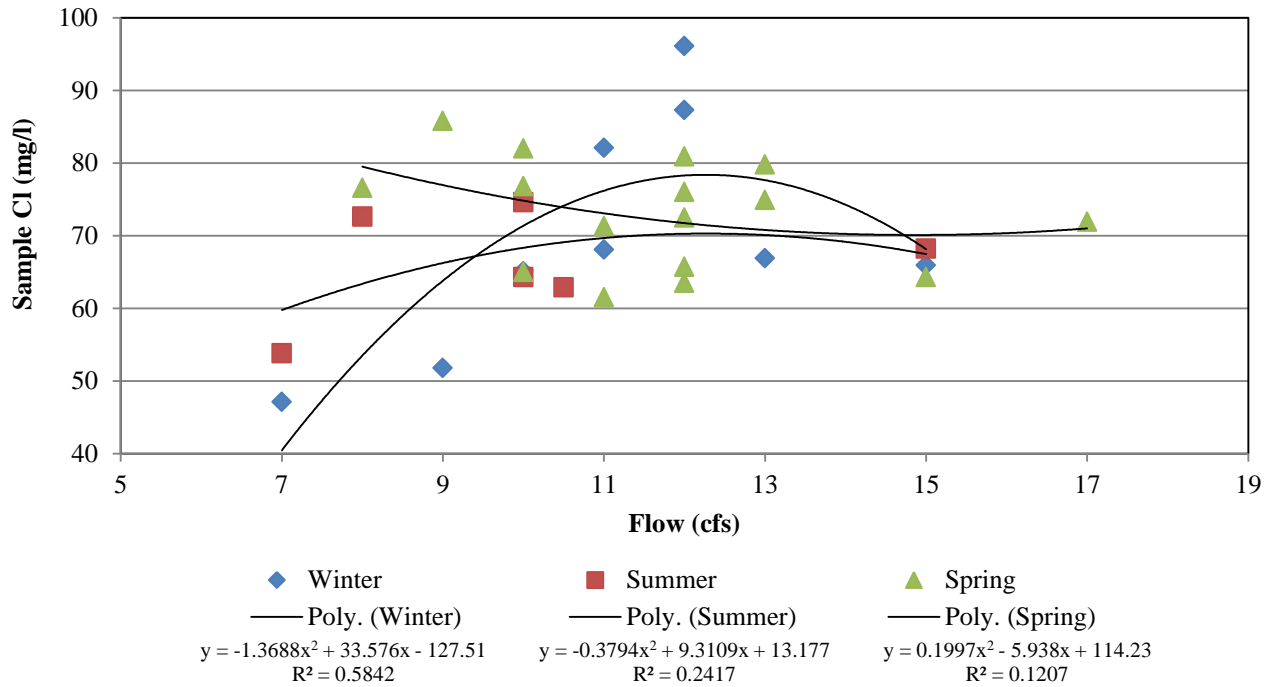 100
90
80
70
60
50
40
Sample Cl (mg/l)
5 7 9 11 13 15 17 19
Flow (cfs)
Winter Summer Spring
Poly. (Winter) Poly. (Summer) Poly. (Spring)
y = -1.3688x² + 33.576x - 127.51 y = -0.3794x² + 9.3109x + 13.177 y = 0.1997x² - 5.938x + 114.23
R² = 0.5842 R² = 0.2417 R² = 0.1207